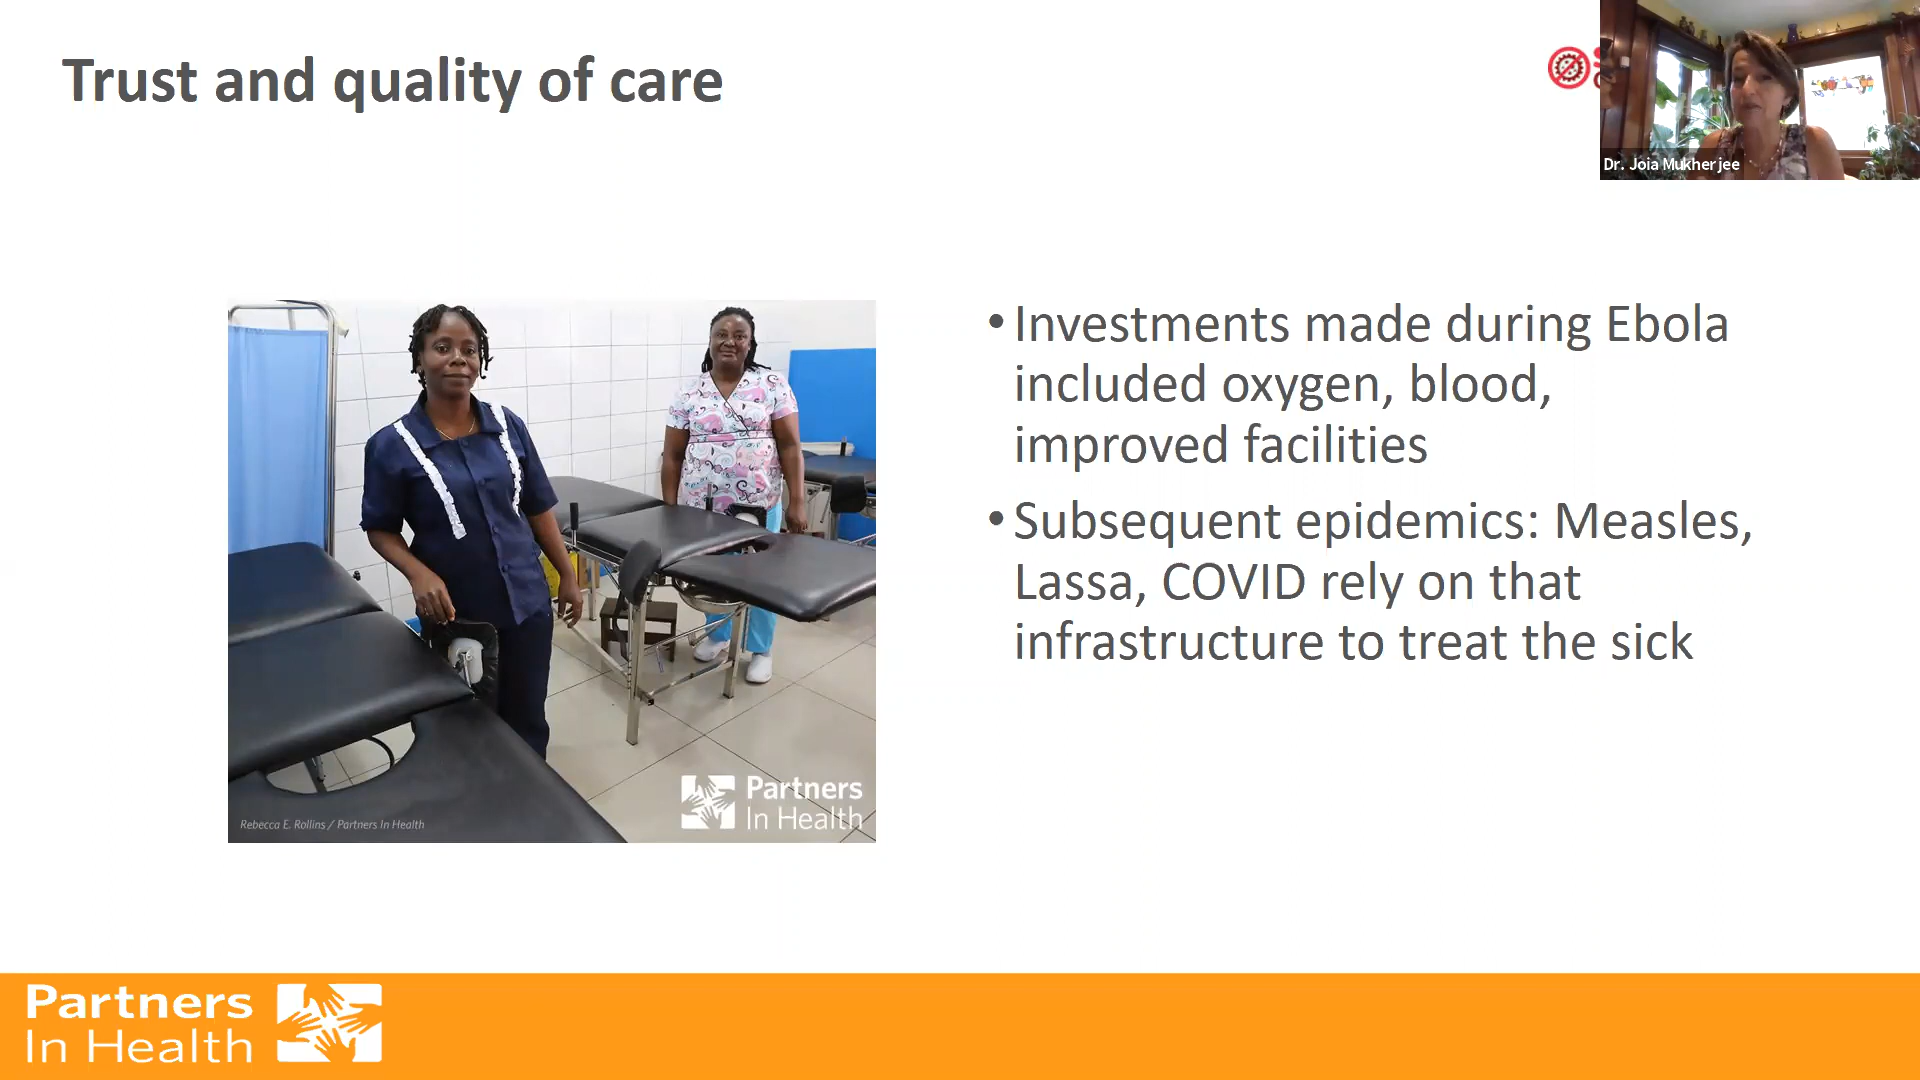 Trust and quality of care
Dr. Joia Mukherjee
• Investments made during Ebola
included oxygen, blood,
improved facilities
• Subsequent epidemics: Measles,
Lassa, COVID rely on that
infrastructure to treat the sick
Rebecca E. Rollins / Partners In Health
Partners
In Health
Partners
In Health